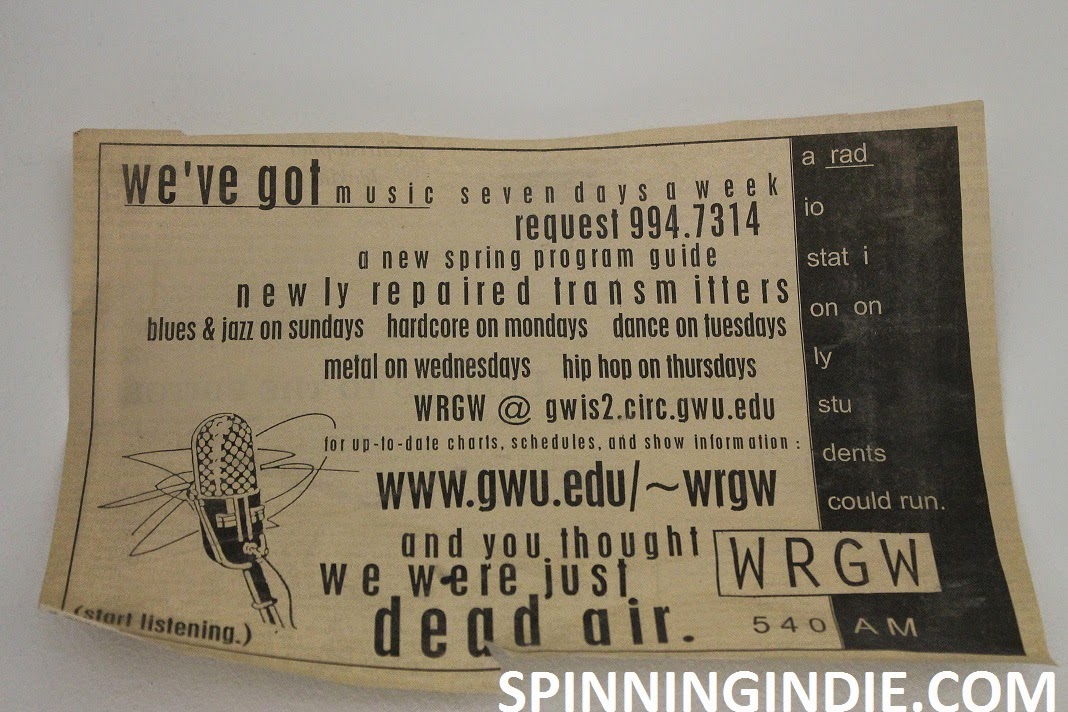 we've got music seven days a week
request 994.7314
a new spring program guide
newly repaired transmitters
blues & jazz on sundays hardcore on mondays dance on tuesdays
metal on wednesdays hip hop on thursdays
WRGW @ gwis2.circ.gwu.edu
for up-to-date charts, schedules, and show information :
www.gwu.edu/~wrgw
and you thought
we were just
dead air.
(start listening.)
a rad
io
stat i
on on
ly
stu
dents
could run.
WRGW
540 AM
SPINNINGINDIE.COM